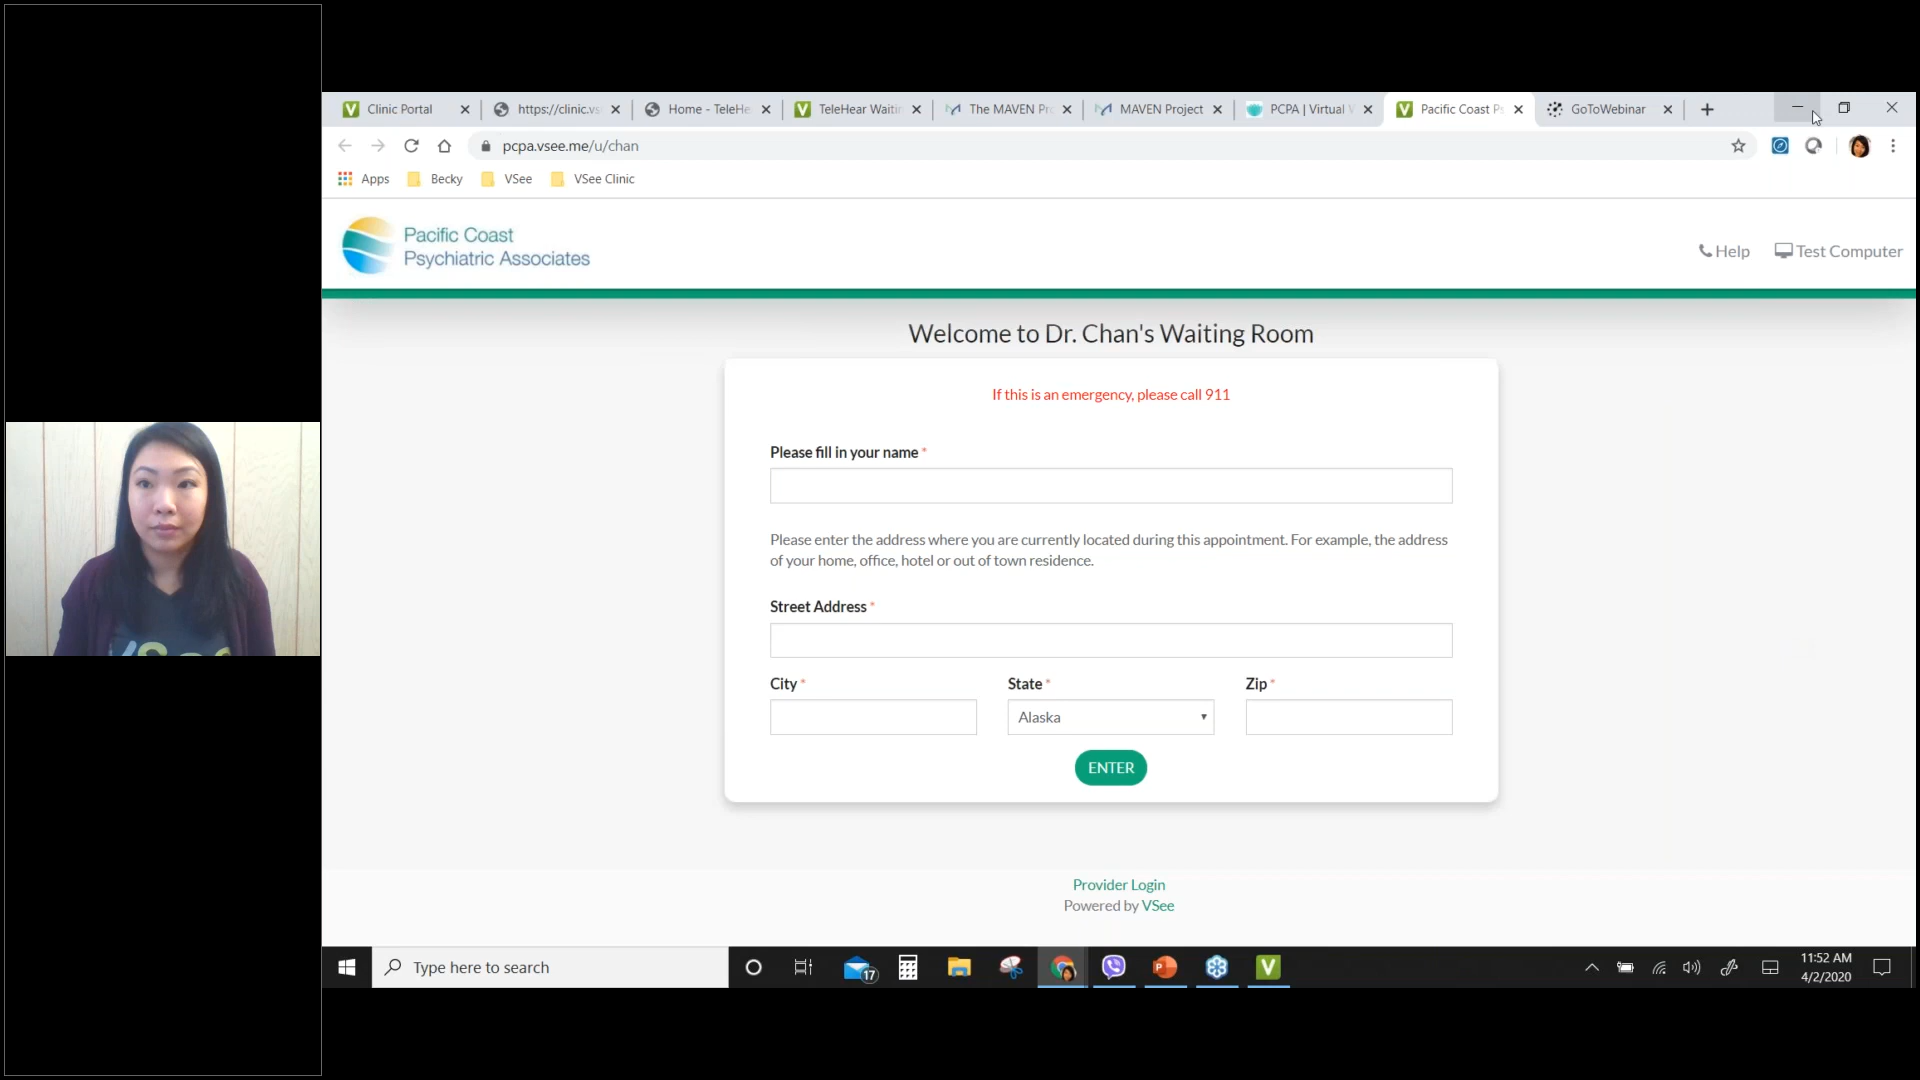 Clinic Portal
https://clinic.vs
Home - TeleHe
TeleHear Waitin
The MAVEN Pr
MAVEN Project
PCPA | Virtual
Pacific Coast Ps
GoToWebinar
pcpa.vsee.me/u/chan
Apps
Becky
VSee
VSee Clinic
Pacific Coast
Psychiatric Associates
Help
Test Computer
Welcome to Dr. Chan's Waiting Room
If this is an emergency, please call 911
Please fill in your name *
Please enter the address where you are currently located during this appointment. For example, the address
of your home, office, hotel or out of town residence.
Street Address *
City * State * Zip *
Alaska
ENTER
Provider Login
Powered by VSee
Type here to search
17
11:52 AM
4/2/2020